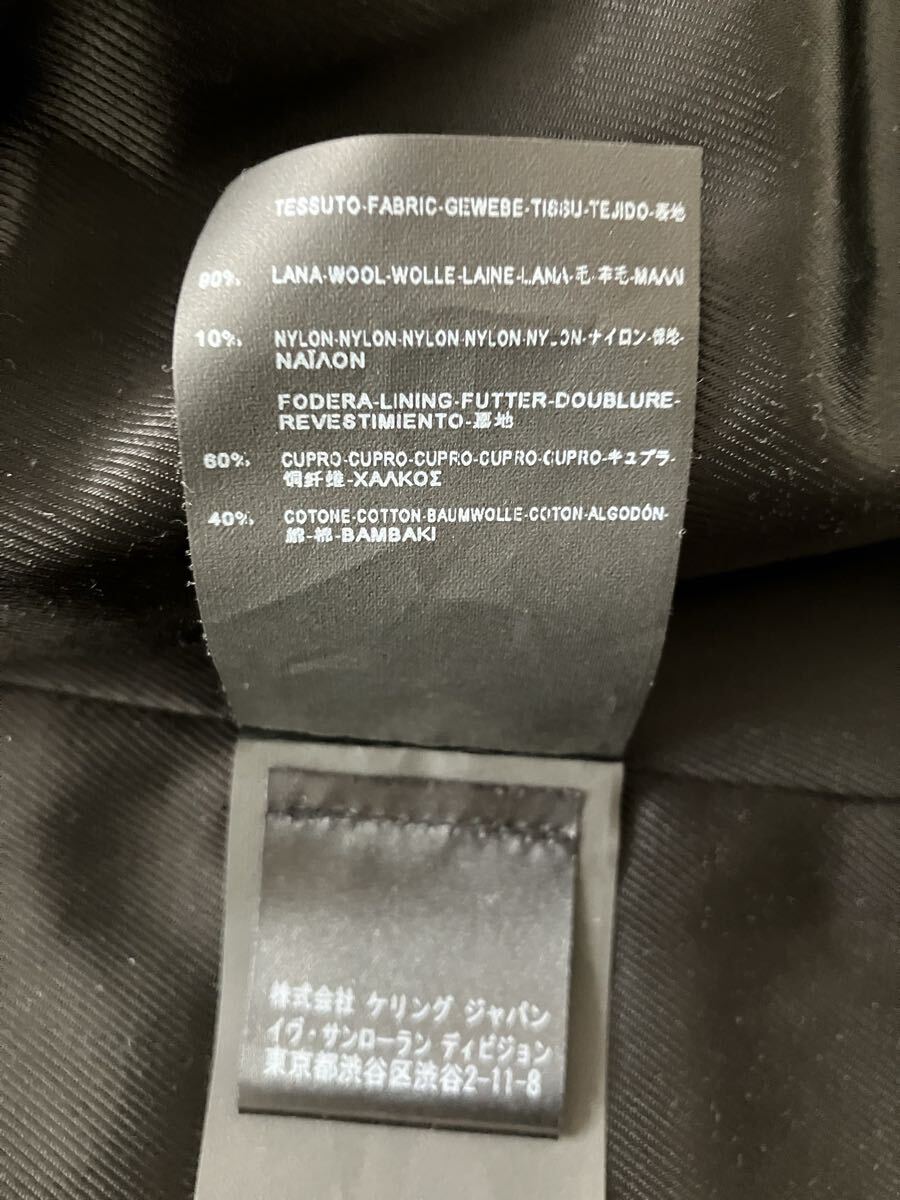 TESSUTO-FABRIC-GEWEBE-TISSU-TEJIDO-表地
90% LANA-WOOL-WOLLE-LAINE-LANA-毛-羊毛-ΜΑΛΛΙ
10% NYLON-NYLON-NYLON-NYLON-NYLON-ナイロン-
ΝΑΪΛΟΝ
FODERA-LINING-FUTTER-DOUBLURE-
REVESTIMIENTO-裏地
60% CUPRO-CUPRO-CUPRO-CUPRO-CUPRO-キュプラ-
铜纤维-ΧΑΛΚΟΣ
40% COTONE-COTTON-BAUMWOLLE-COTON-ALGODÓN-
綿-棉-BAMBAKI
株式会社 ケリング ジャパン
イヴ・サンローラン ディビジョン
東京都渋谷区渋谷2-11-8